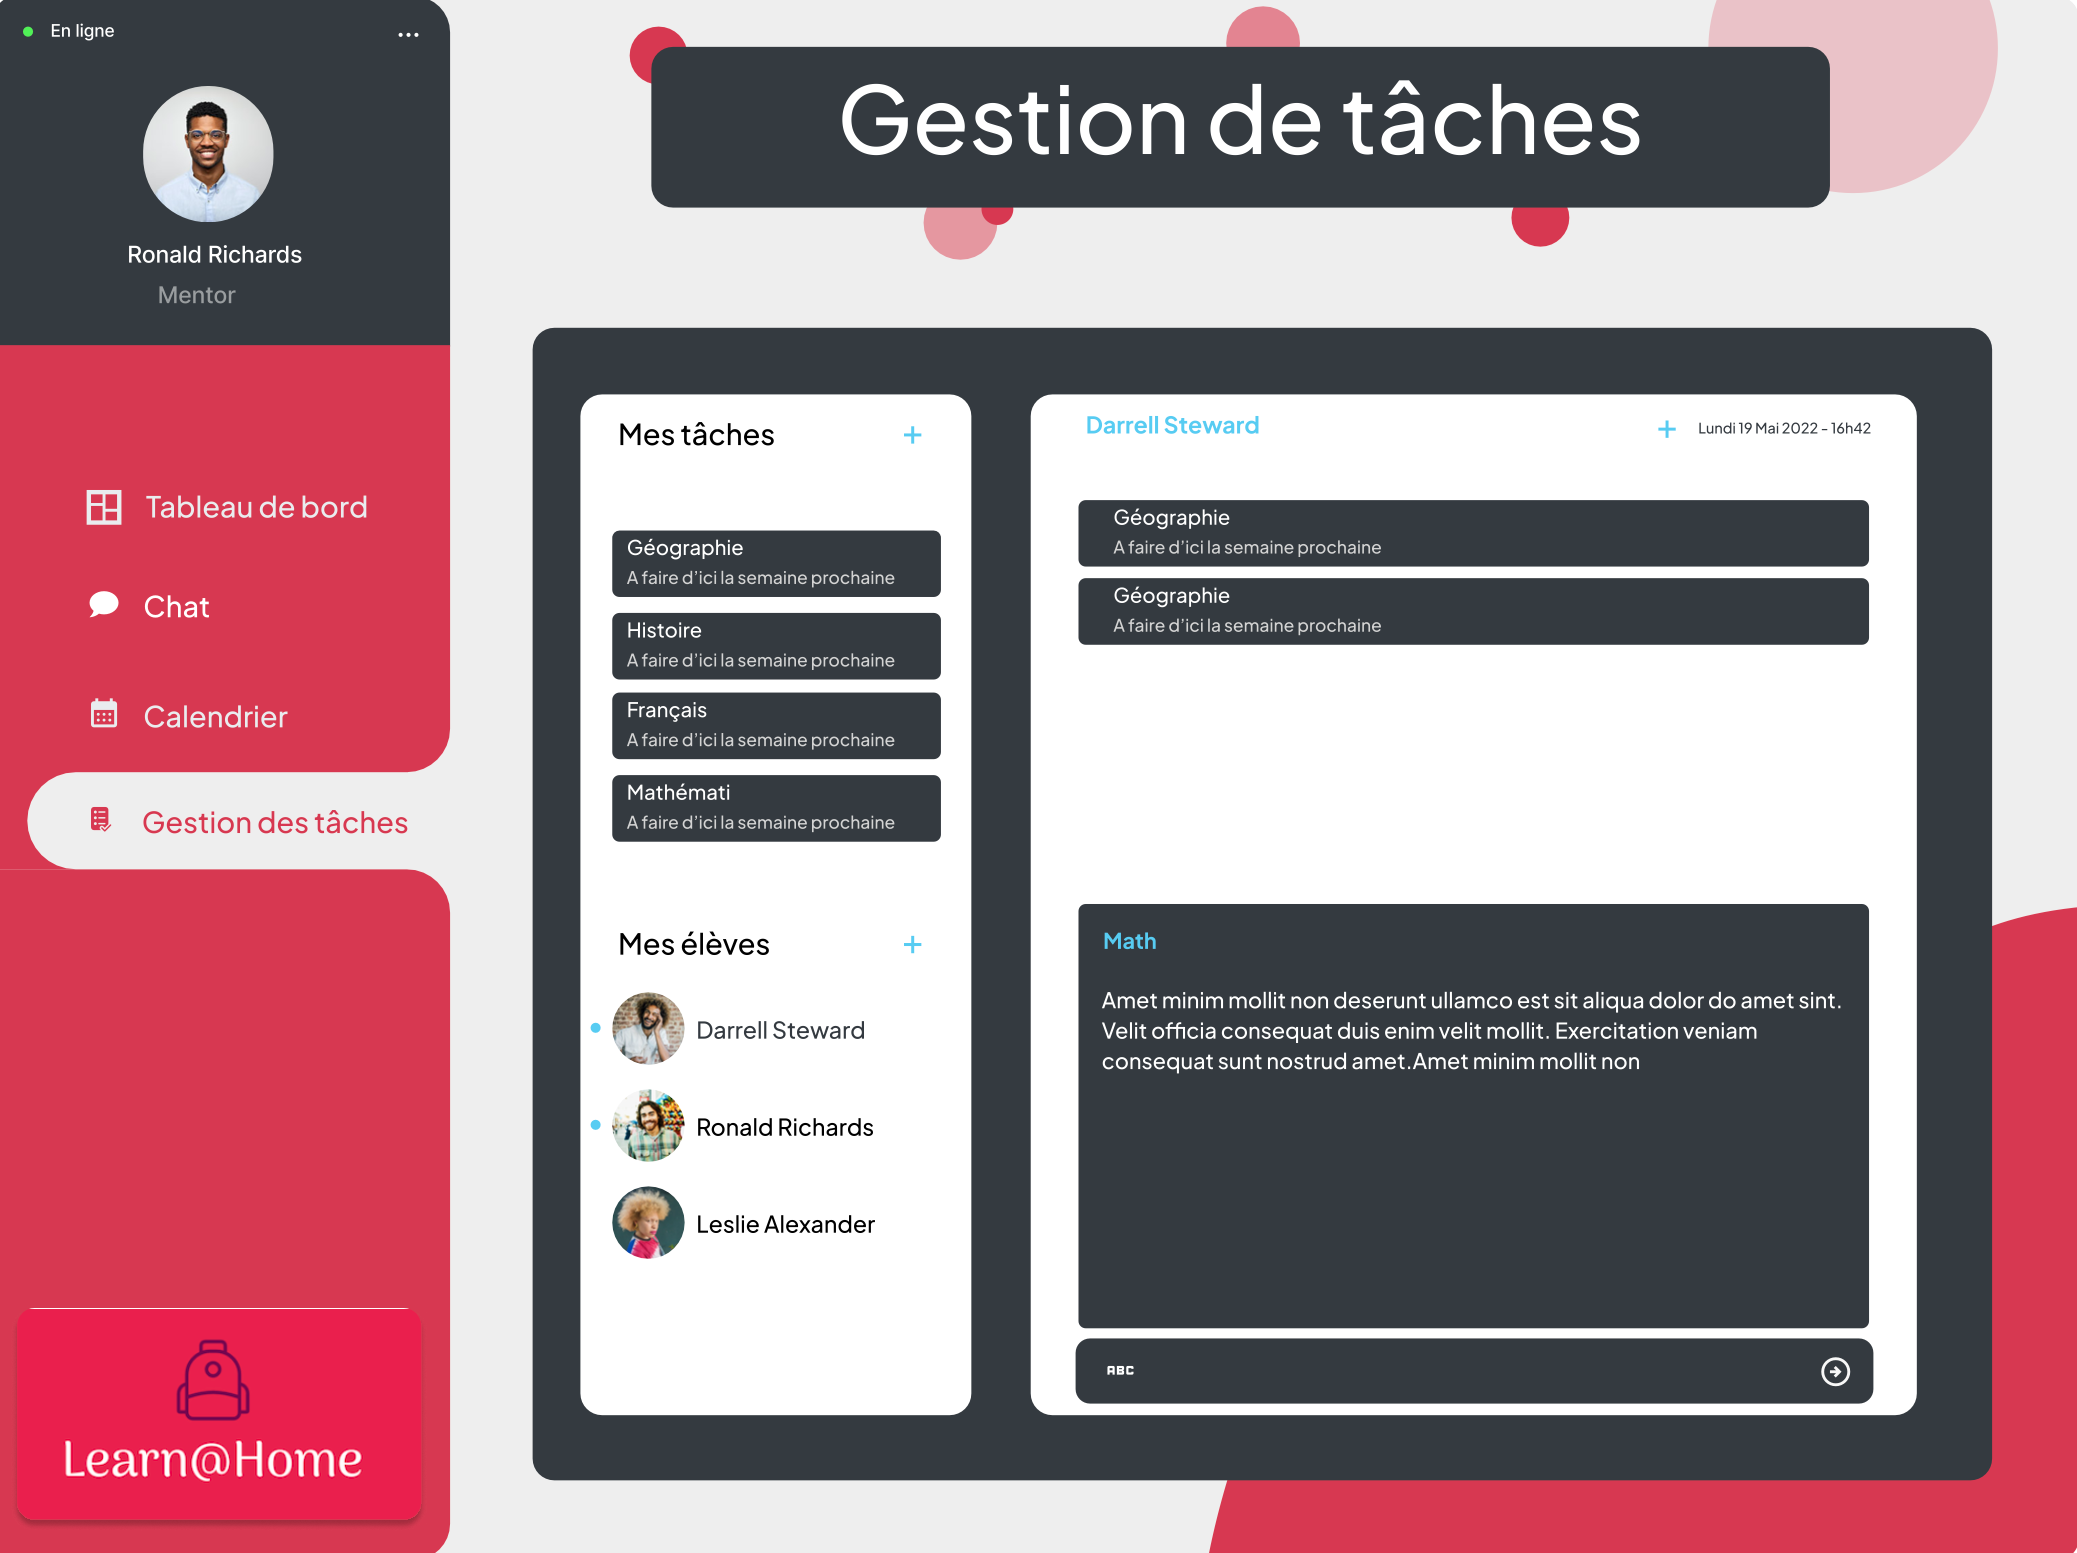 En ligne
Ronald Richards
Mentor
Tableau de bord
Chat
Calendrier
Gestion des tâches
Learn@Home
Gestion de tâches
Mes tâches
Géographie
A faire d’ici la semaine prochaine
Histoire
A faire d’ici la semaine prochaine
Français
A faire d’ici la semaine prochaine
Mathémati
A faire d’ici la semaine prochaine
Mes élèves
Darrell Steward
Ronald Richards
Leslie Alexander
Darrell Steward
Lundi 19 Mai 2022 - 16h42
Géographie
A faire d’ici la semaine prochaine
Géographie
A faire d’ici la semaine prochaine
Math
Amet minim mollit non deserunt ullamco est sit aliqua dolor do amet sint.
Velit officia consequat duis enim velit mollit. Exercitation veniam
consequat sunt nostrud amet.Amet minim mollit non
ABC